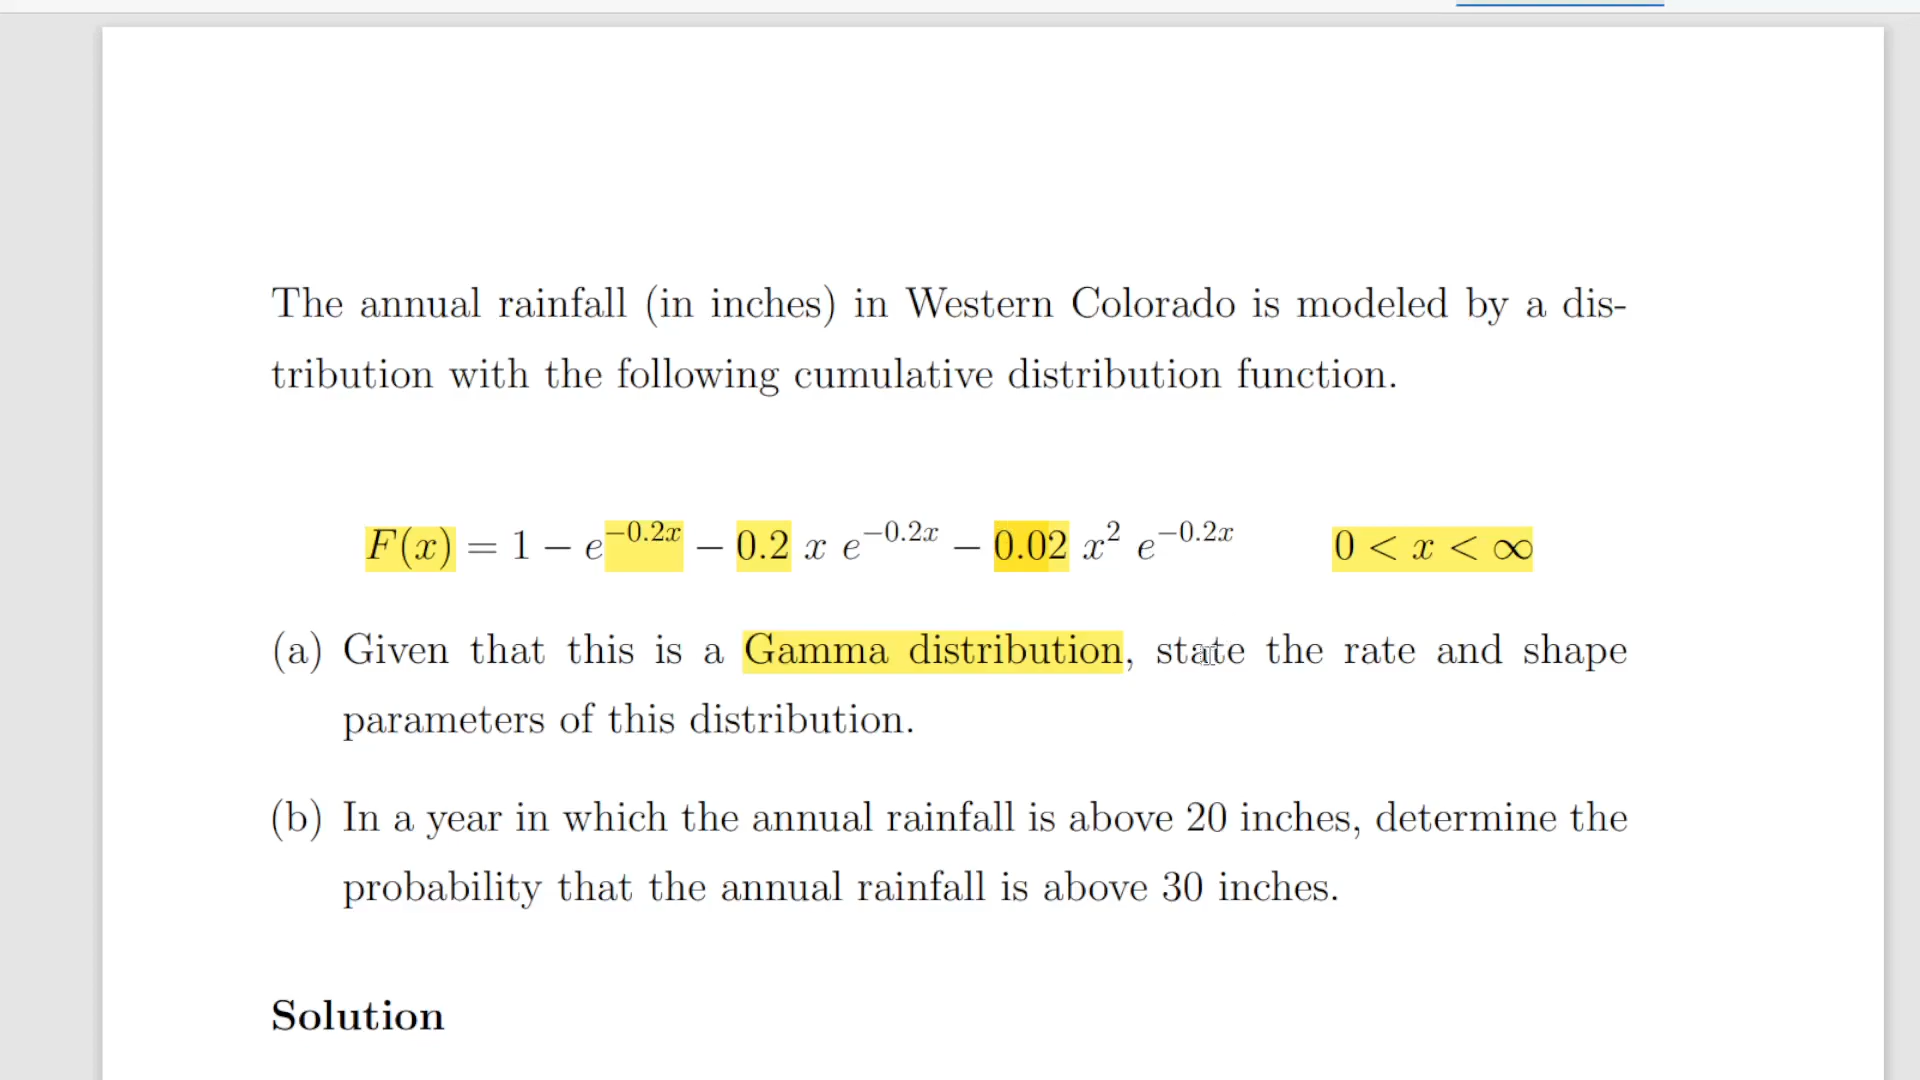 The annual rainfall (in inches) in Western Colorado is modeled by a dis-
tribution with the following cumulative distribution function.
F(x) = 1 − e^{−0.2x} − 0.2 x e^{−0.2x} − 0.02 x² e^{−0.2x}     0 < x < ∞
(a) Given that this is a Gamma distribution, state the rate and shape
parameters of this distribution.
(b) In a year in which the annual rainfall is above 20 inches, determine the
probability that the annual rainfall is above 30 inches.
Solution